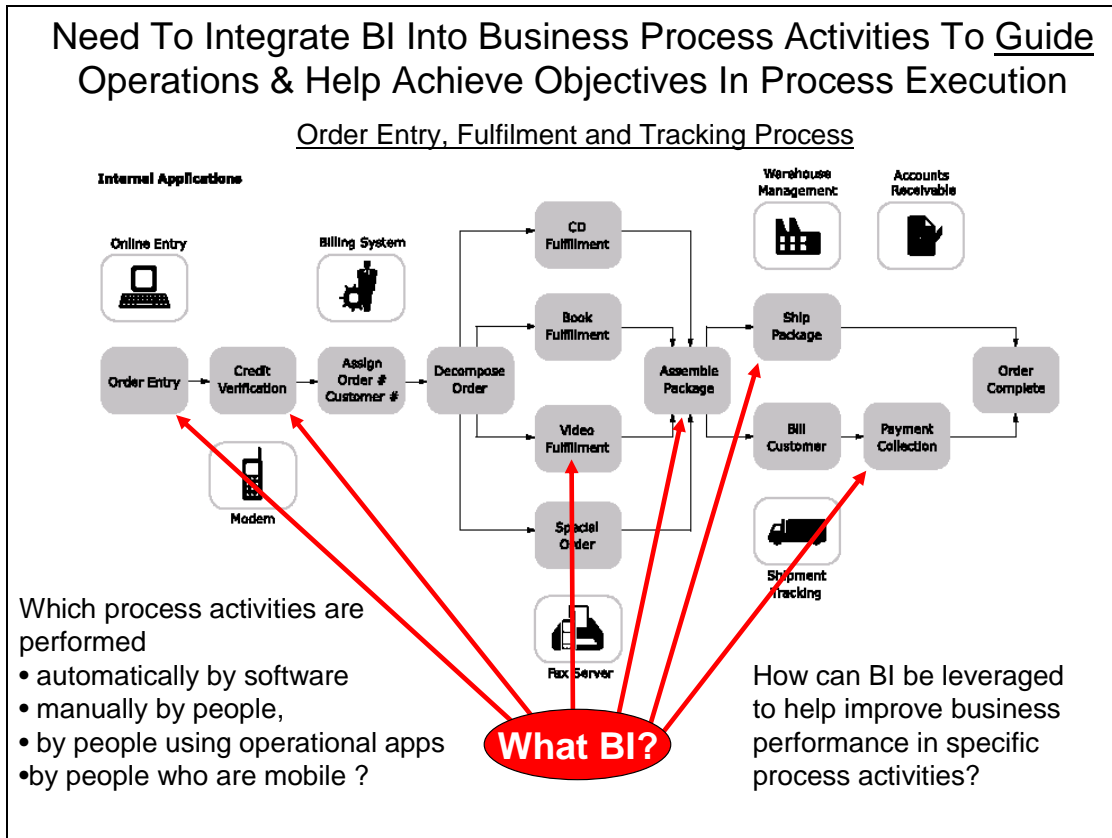 Need To Integrate BI Into Business Process Activities To Guide
Operations & Help Achieve Objectives In Process Execution
Order Entry, Fulfilment and Tracking Process
Internal Applications
Warehouse
Management
Accounts
Receivable
Online Entry
Billing System
CD
Fulfillment
Book
Fulfillment
Ship
Package
Order Entry
Credit
Verification
Assign
Order #
Customer #
Decompose
Order
Assemble
Package
Order
Complete
Video
Fulfillment
Bill
Customer
Payment
Collection
Modem
Special
Order
Shipment
Tracking
Fax Server
Which process activities are
performed
• automatically by software
• manually by people,
• by people using operational apps
•by people who are mobile ?
What BI?
How can BI be leveraged
to help improve business
performance in specific
process activities?